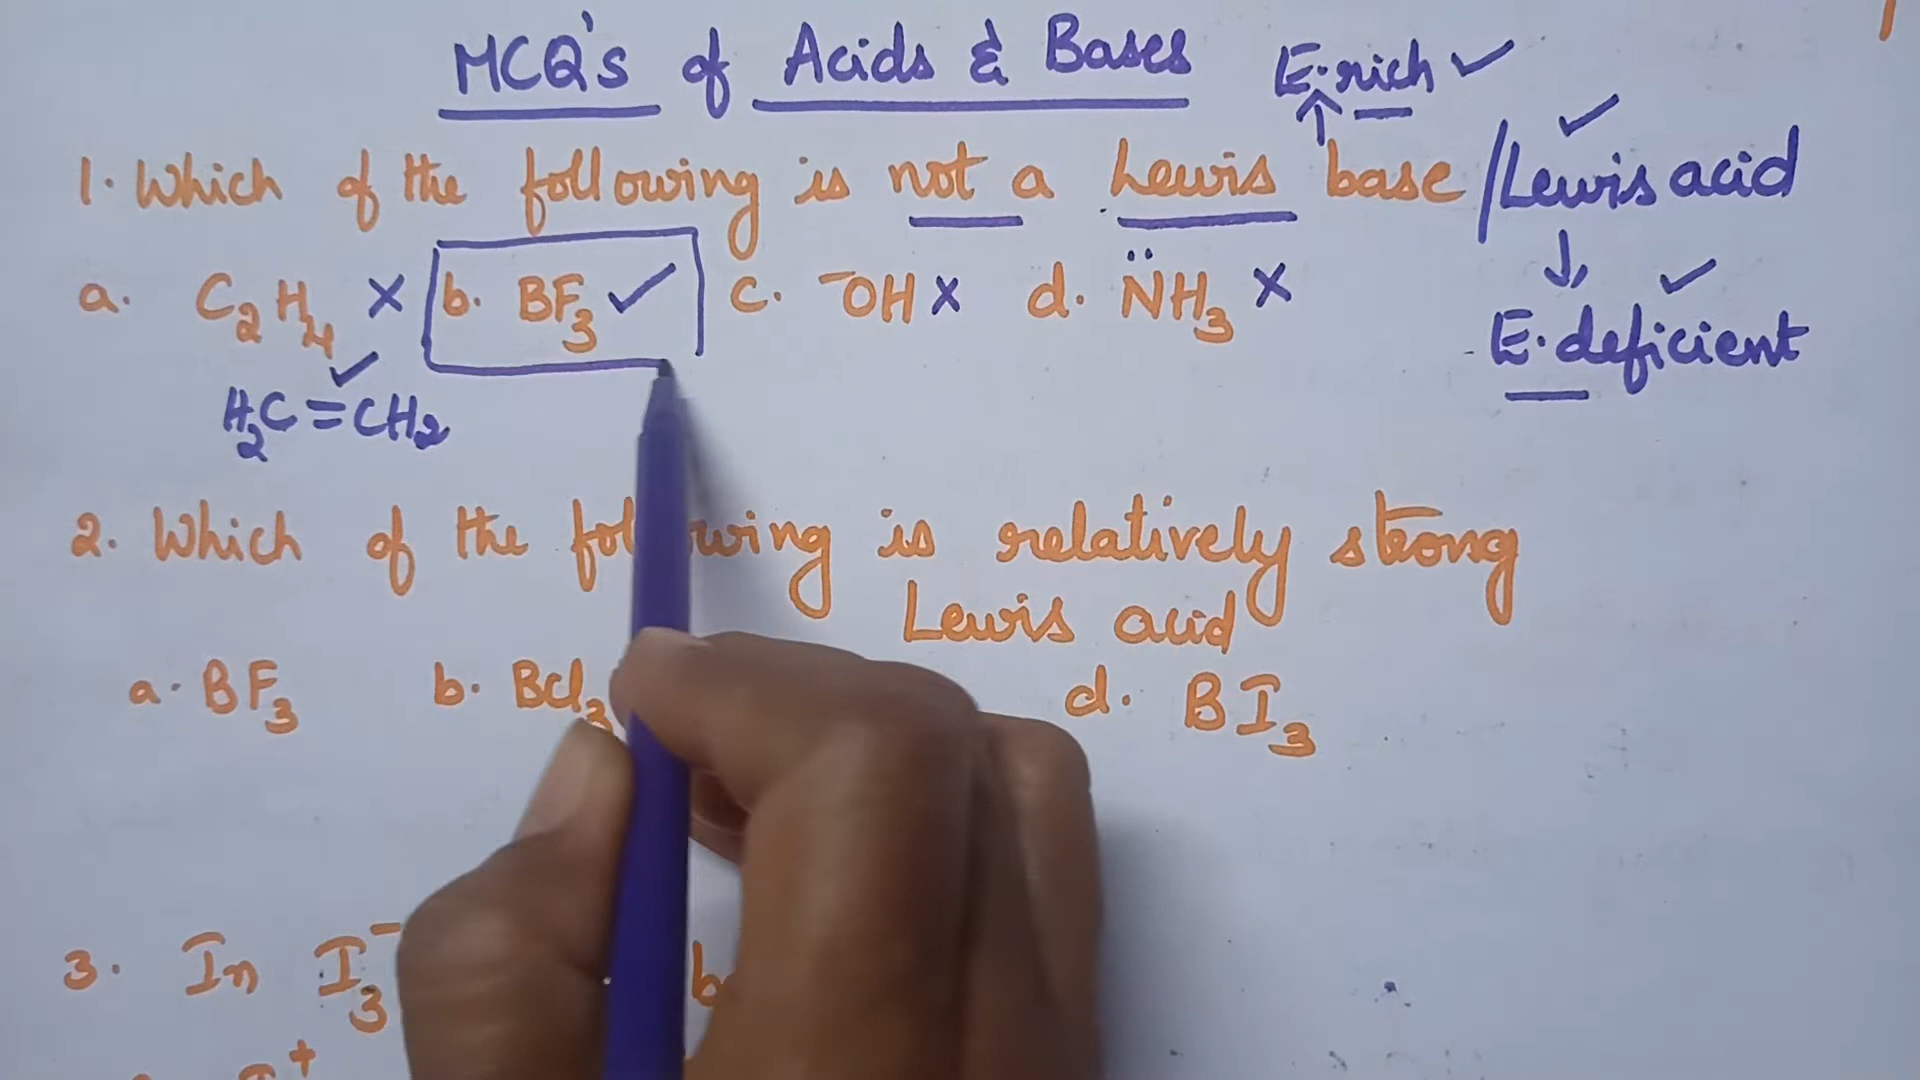 MCQ's of Acids & Bases
E.rich ✓
1. Which of the following is not a Lewis base / Lewis acid
a. C2H4 × b. BF3 ✓ c. ⁻OH × d. N̈H3 ×
E.deficient
H2C=CH2
2. Which of the following is relatively strong
Lewis acid
a. BF3 b. BCl3 d. BI3
3. In I3⁻